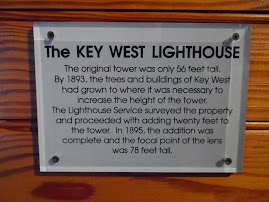 The KEY WEST LIGHTHOUSE
The original tower was only 56 feet tall.
By 1893, the trees and buildings of Key West
had grown to where it was necessary to
increase the height of the tower.
The Lighthouse Service surveyed the property
and proceeded with adding twenty feet to
the tower. In 1895, the addition was
complete and the focal point of the lens
was 78 feet tall.